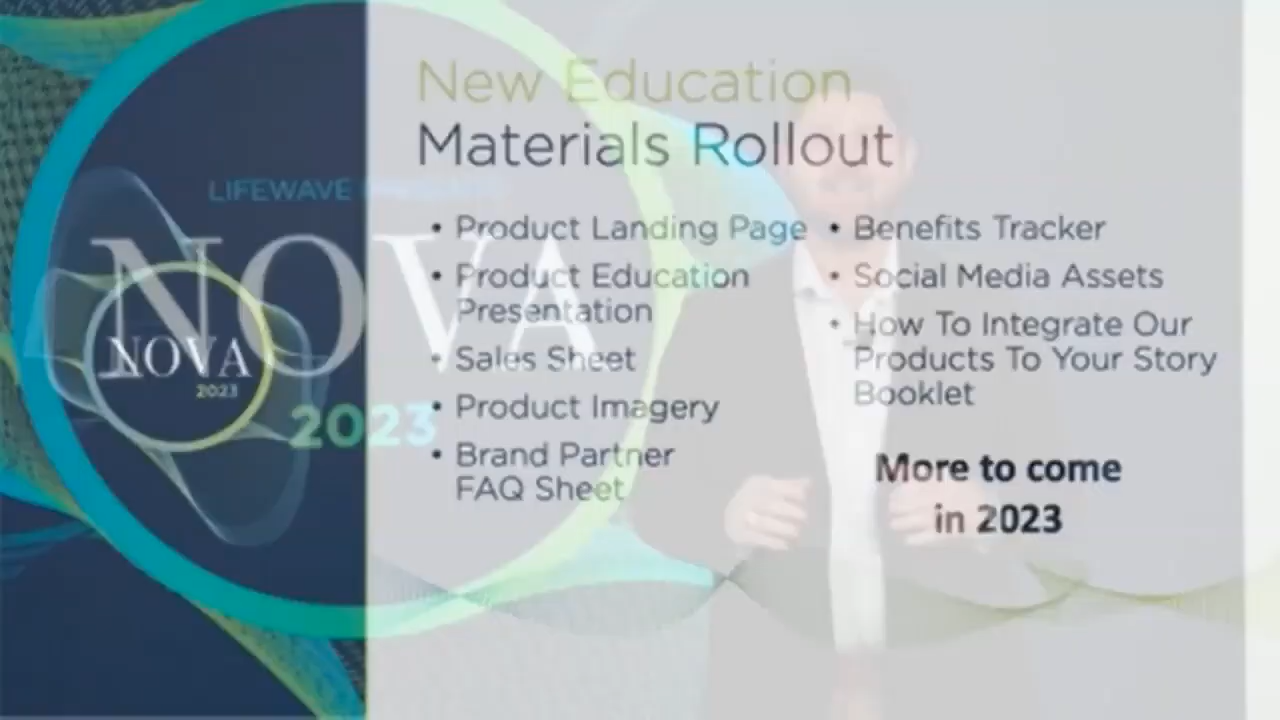 New Education
Materials Rollout
LIFEWAVE
NOVA
2023
NOVA
2023
• Product Landing Page
• Product Education
Presentation
• Sales Sheet
• Product Imagery
• Brand Partner
FAQ Sheet
• Benefits Tracker
• Social Media Assets
• How To Integrate Our
Products To Your Story
Booklet
More to come
in 2023